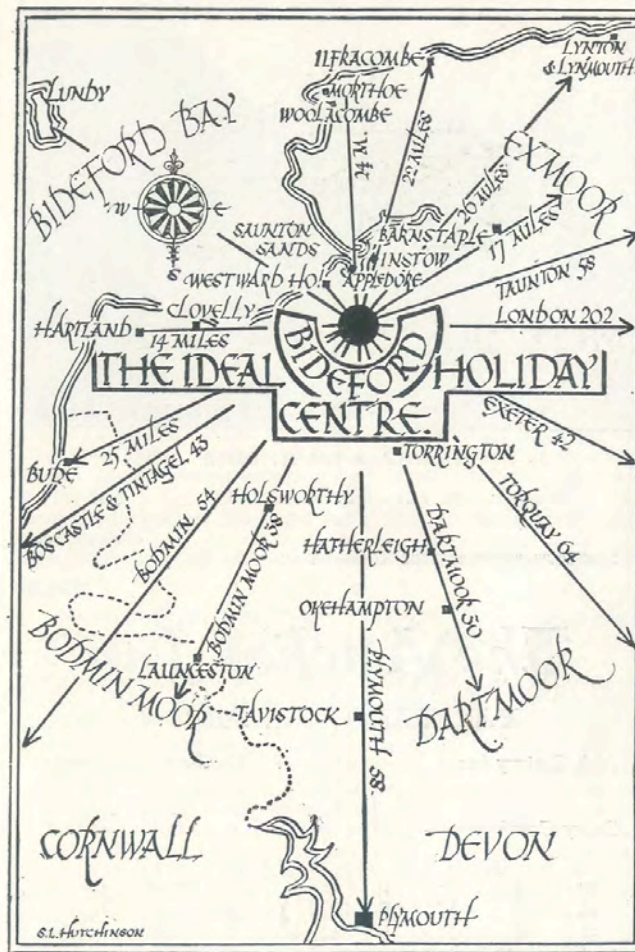 ILFRACOMBE
LYNTON
& LYNMOUTH
MORTHOE
WOOLACOMBE
LUNDY
BIDEFORD BAY
W. 14
22 MILES
26 MILES
EXMOOR
N
W E
S
SAUNTON
SANDS
BARNSTAPLE
17 MILES
INSTOW
APPLEDORE
WESTWARD HO!
TAUNTON 58
CLOVELLY
LONDON 202
HARTLAND
14 MILES
BIDEFORD
THE IDEAL HOLIDAY
CENTRE.
EXETER 43
TORRINGTON
25 MILES
BUDE
BOSCASTLE & TINTAGEL 43
HOLSWORTHY
BODMIN 54
BODMIN MOOR 38
TORQUAY 64
HATHERLEIGH
DARTMOOR 30
OKEHAMPTON
BODMIN MOOR
LAUNCESTON
DARTMOOR
TAVISTOCK
PLYMOUTH 58.
CORNWALL
DEVON
PLYMOUTH
S.L. HUTCHINSON